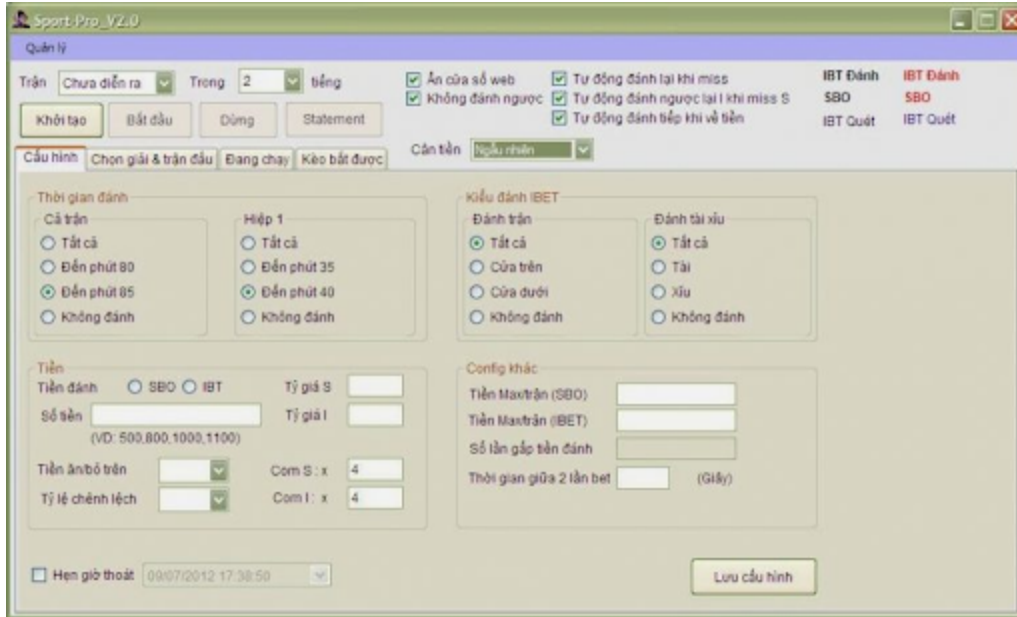 Sport-Pro_V2.0
Quản lý
Trận Chưa diễn ra Trong 2 tiếng
Ẩn cửa sổ web Tự động đánh lại khi miss
Không đánh ngược Tự động đánh ngược lại I khi miss S
Tự động đánh tiếp khi về tiền
IBT Đánh IBT Đánh
SBO SBO
IBT Quét IBT Quét
Khởi tạo Bắt đầu Dừng Statement
Cân tiền Ngẫu nhiên
Cấu hình Chọn giải & trận đấu Đang chạy Kèo bắt được
Thời gian đánh
Cả trận Hiệp 1
Tất cả Tất cả
Đến phút 80 Đến phút 35
Đến phút 85 Đến phút 40
Không đánh Không đánh
Kiểu đánh IBET
Đánh trận Đánh tài xỉu
Tất cả Tất cả
Cửa trên Tài
Cửa dưới Xỉu
Không đánh Không đánh
Tiền
Tiền đánh SBO IBT Tỷ giá S
Số tiền Tỷ giá I
(VD: 500,800,1000,1100)
Tiền ăn/bỏ trên Com S : x 4
Tỷ lệ chênh lệch Com I : x 4
Config khác
Tiền Max/trận (SBO)
Tiền Max/trận (IBET)
Số lần gấp tiền đánh
Thời gian giữa 2 lần bet (Giây)
Hẹn giờ thoát 09/07/2012 17:38:50
Lưu cấu hình